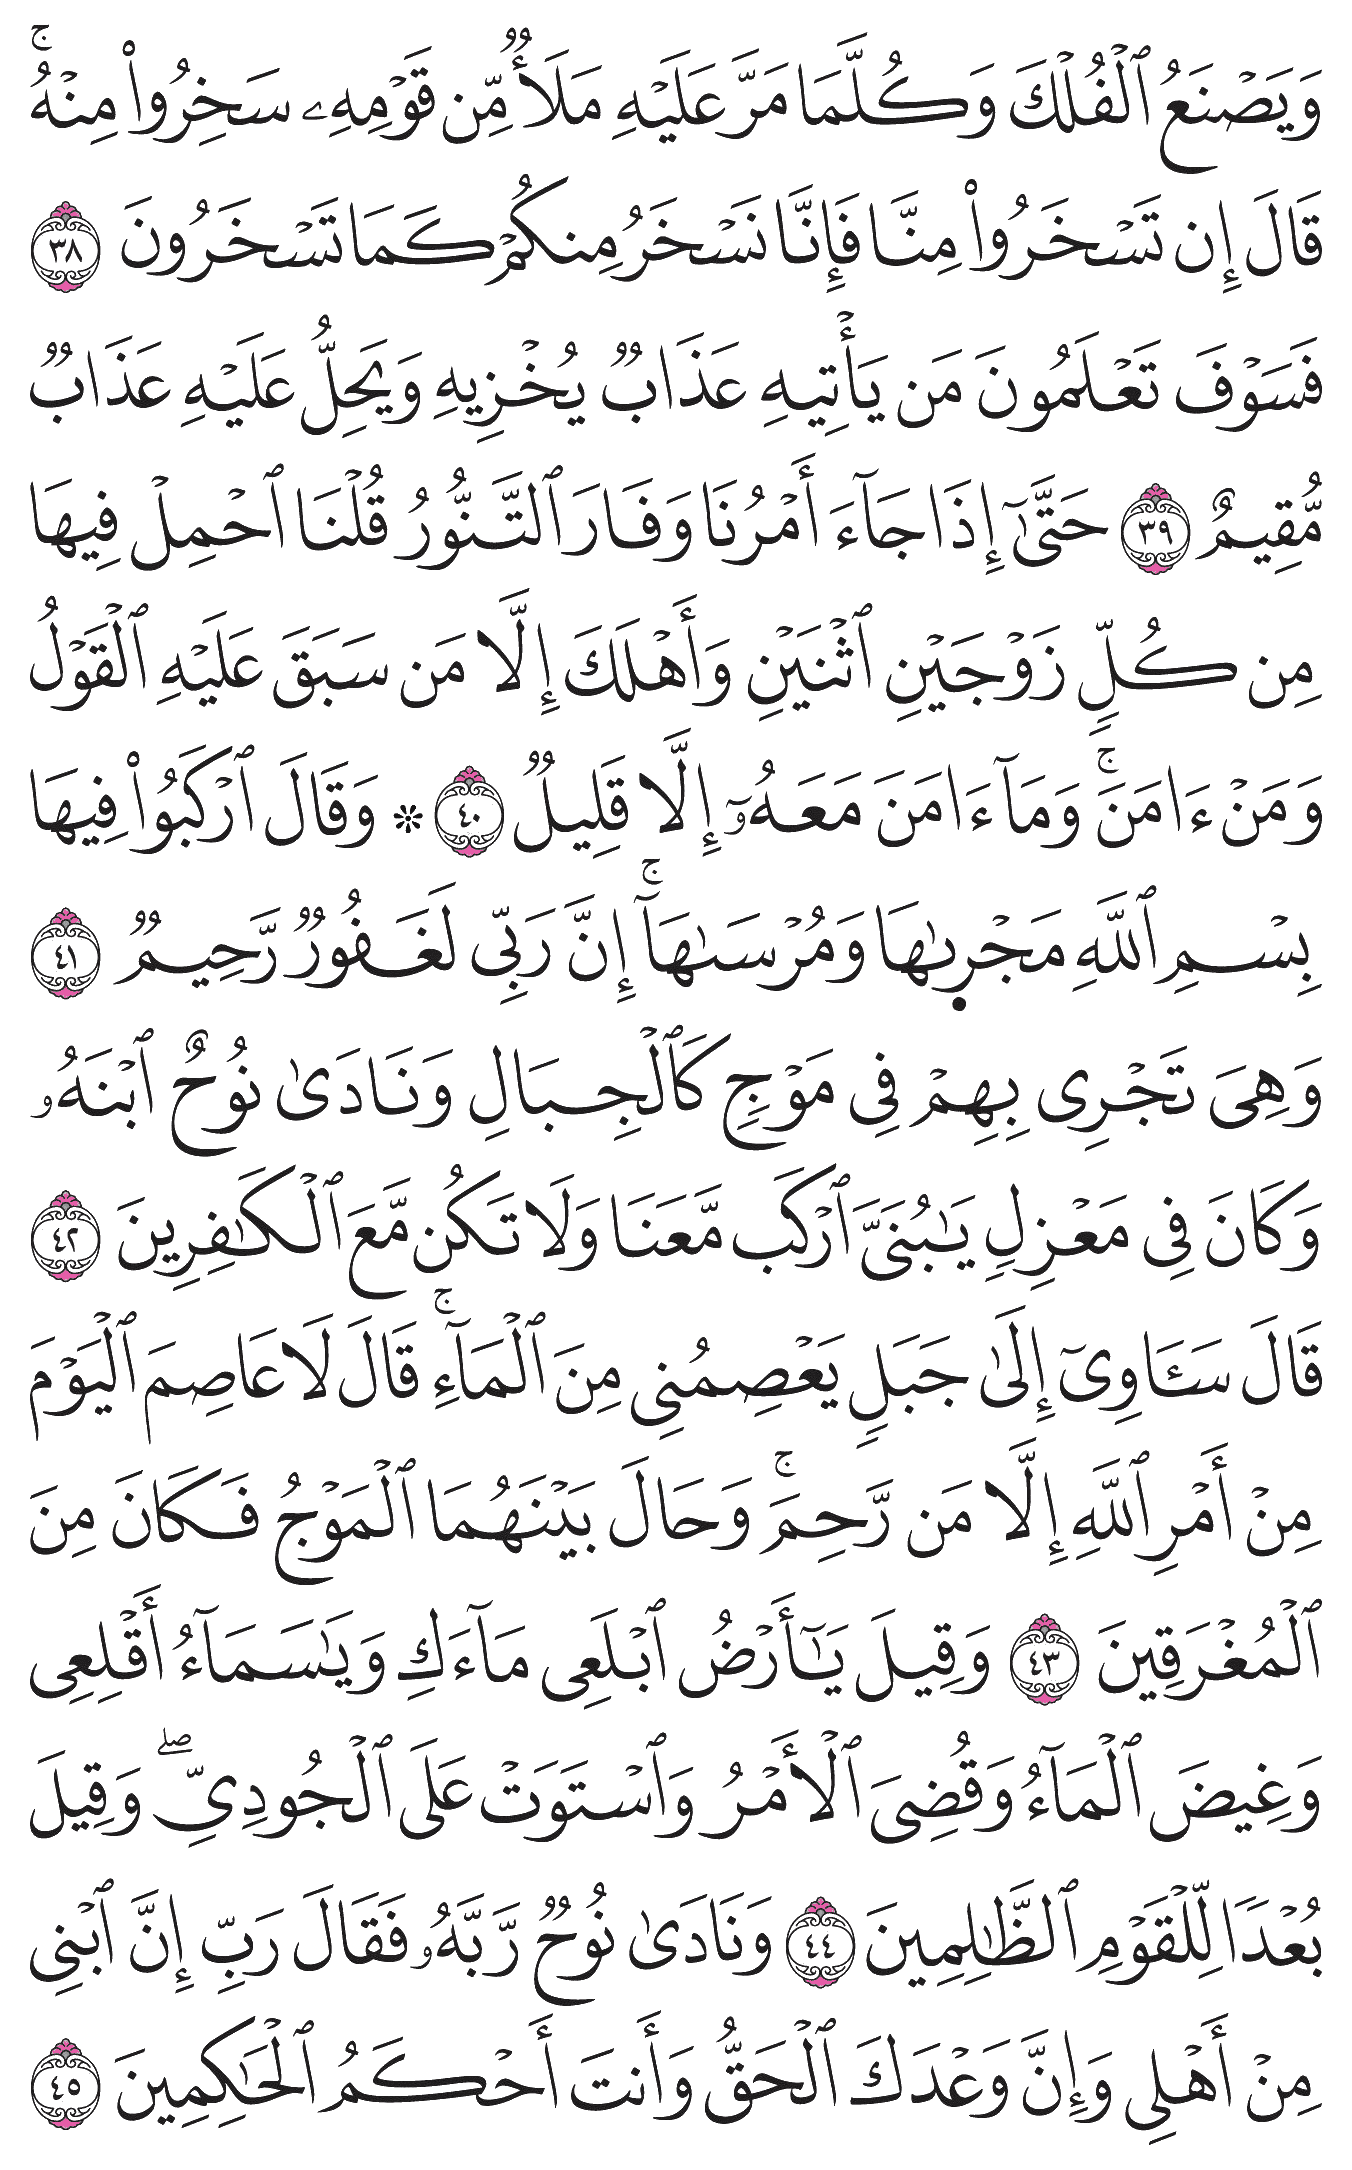 وَيَصۡنَعُ ٱلۡفُلۡكَ وَكُلَّمَا مَرَّ عَلَيۡهِ مَلَأٞ مِّن قَوۡمِهِۦ سَخِرُواْ مِنۡهُۚ
قَالَ إِن تَسۡخَرُواْ مِنَّا فَإِنَّا نَسۡخَرُ مِنكُمۡ كَمَا تَسۡخَرُونَ ٣٨
فَسَوۡفَ تَعۡلَمُونَ مَن يَأۡتِيهِ عَذَابٞ يُخۡزِيهِ وَيَحِلُّ عَلَيۡهِ عَذَابٞ
مُّقِيمٌ ٣٩ حَتَّىٰٓ إِذَا جَآءَ أَمۡرُنَا وَفَارَ ٱلتَّنُّورُ قُلۡنَا ٱحۡمِلۡ فِيهَا
مِن كُلّٖ زَوۡجَيۡنِ ٱثۡنَيۡنِ وَأَهۡلَكَ إِلَّا مَن سَبَقَ عَلَيۡهِ ٱلۡقَوۡلُ
وَمَنۡ ءَامَنَۚ وَمَآ ءَامَنَ مَعَهُۥٓ إِلَّا قَلِيلٞ ٤٠ ۞ وَقَالَ ٱرۡكَبُواْ فِيهَا
بِسۡمِ ٱللَّهِ مَجۡرٜىٰهَا وَمُرۡسَىٰهَآۚ إِنَّ رَبِّي لَغَفُورٞ رَّحِيمٞ ٤١
وَهِيَ تَجۡرِي بِهِمۡ فِي مَوۡجٖ كَٱلۡجِبَالِ وَنَادَىٰ نُوحٌ ٱبۡنَهُۥ
وَكَانَ فِي مَعۡزِلٖ يَٰبُنَيَّ ٱرۡكَب مَّعَنَا وَلَا تَكُن مَّعَ ٱلۡكَٰفِرِينَ ٤٢
قَالَ سَـَٔاوِيٓ إِلَىٰ جَبَلٖ يَعۡصِمُنِي مِنَ ٱلۡمَآءِۚ قَالَ لَا عَاصِمَ ٱلۡيَوۡمَ
مِنۡ أَمۡرِ ٱللَّهِ إِلَّا مَن رَّحِمَۚ وَحَالَ بَيۡنَهُمَا ٱلۡمَوۡجُ فَكَانَ مِنَ
ٱلۡمُغۡرَقِينَ ٤٣ وَقِيلَ يَٰٓأَرۡضُ ٱبۡلَعِي مَآءَكِ وَيَٰسَمَآءُ أَقۡلِعِي
وَغِيضَ ٱلۡمَآءُ وَقُضِيَ ٱلۡأَمۡرُ وَٱسۡتَوَتۡ عَلَى ٱلۡجُودِيِّۖ وَقِيلَ
بُعۡدٗا لِّلۡقَوۡمِ ٱلظَّٰلِمِينَ ٤٤ وَنَادَىٰ نُوحٞ رَّبَّهُۥ فَقَالَ رَبِّ إِنَّ ٱبۡنِي
مِنۡ أَهۡلِي وَإِنَّ وَعۡدَكَ ٱلۡحَقُّ وَأَنتَ أَحۡكَمُ ٱلۡحَٰكِمِينَ ٤٥